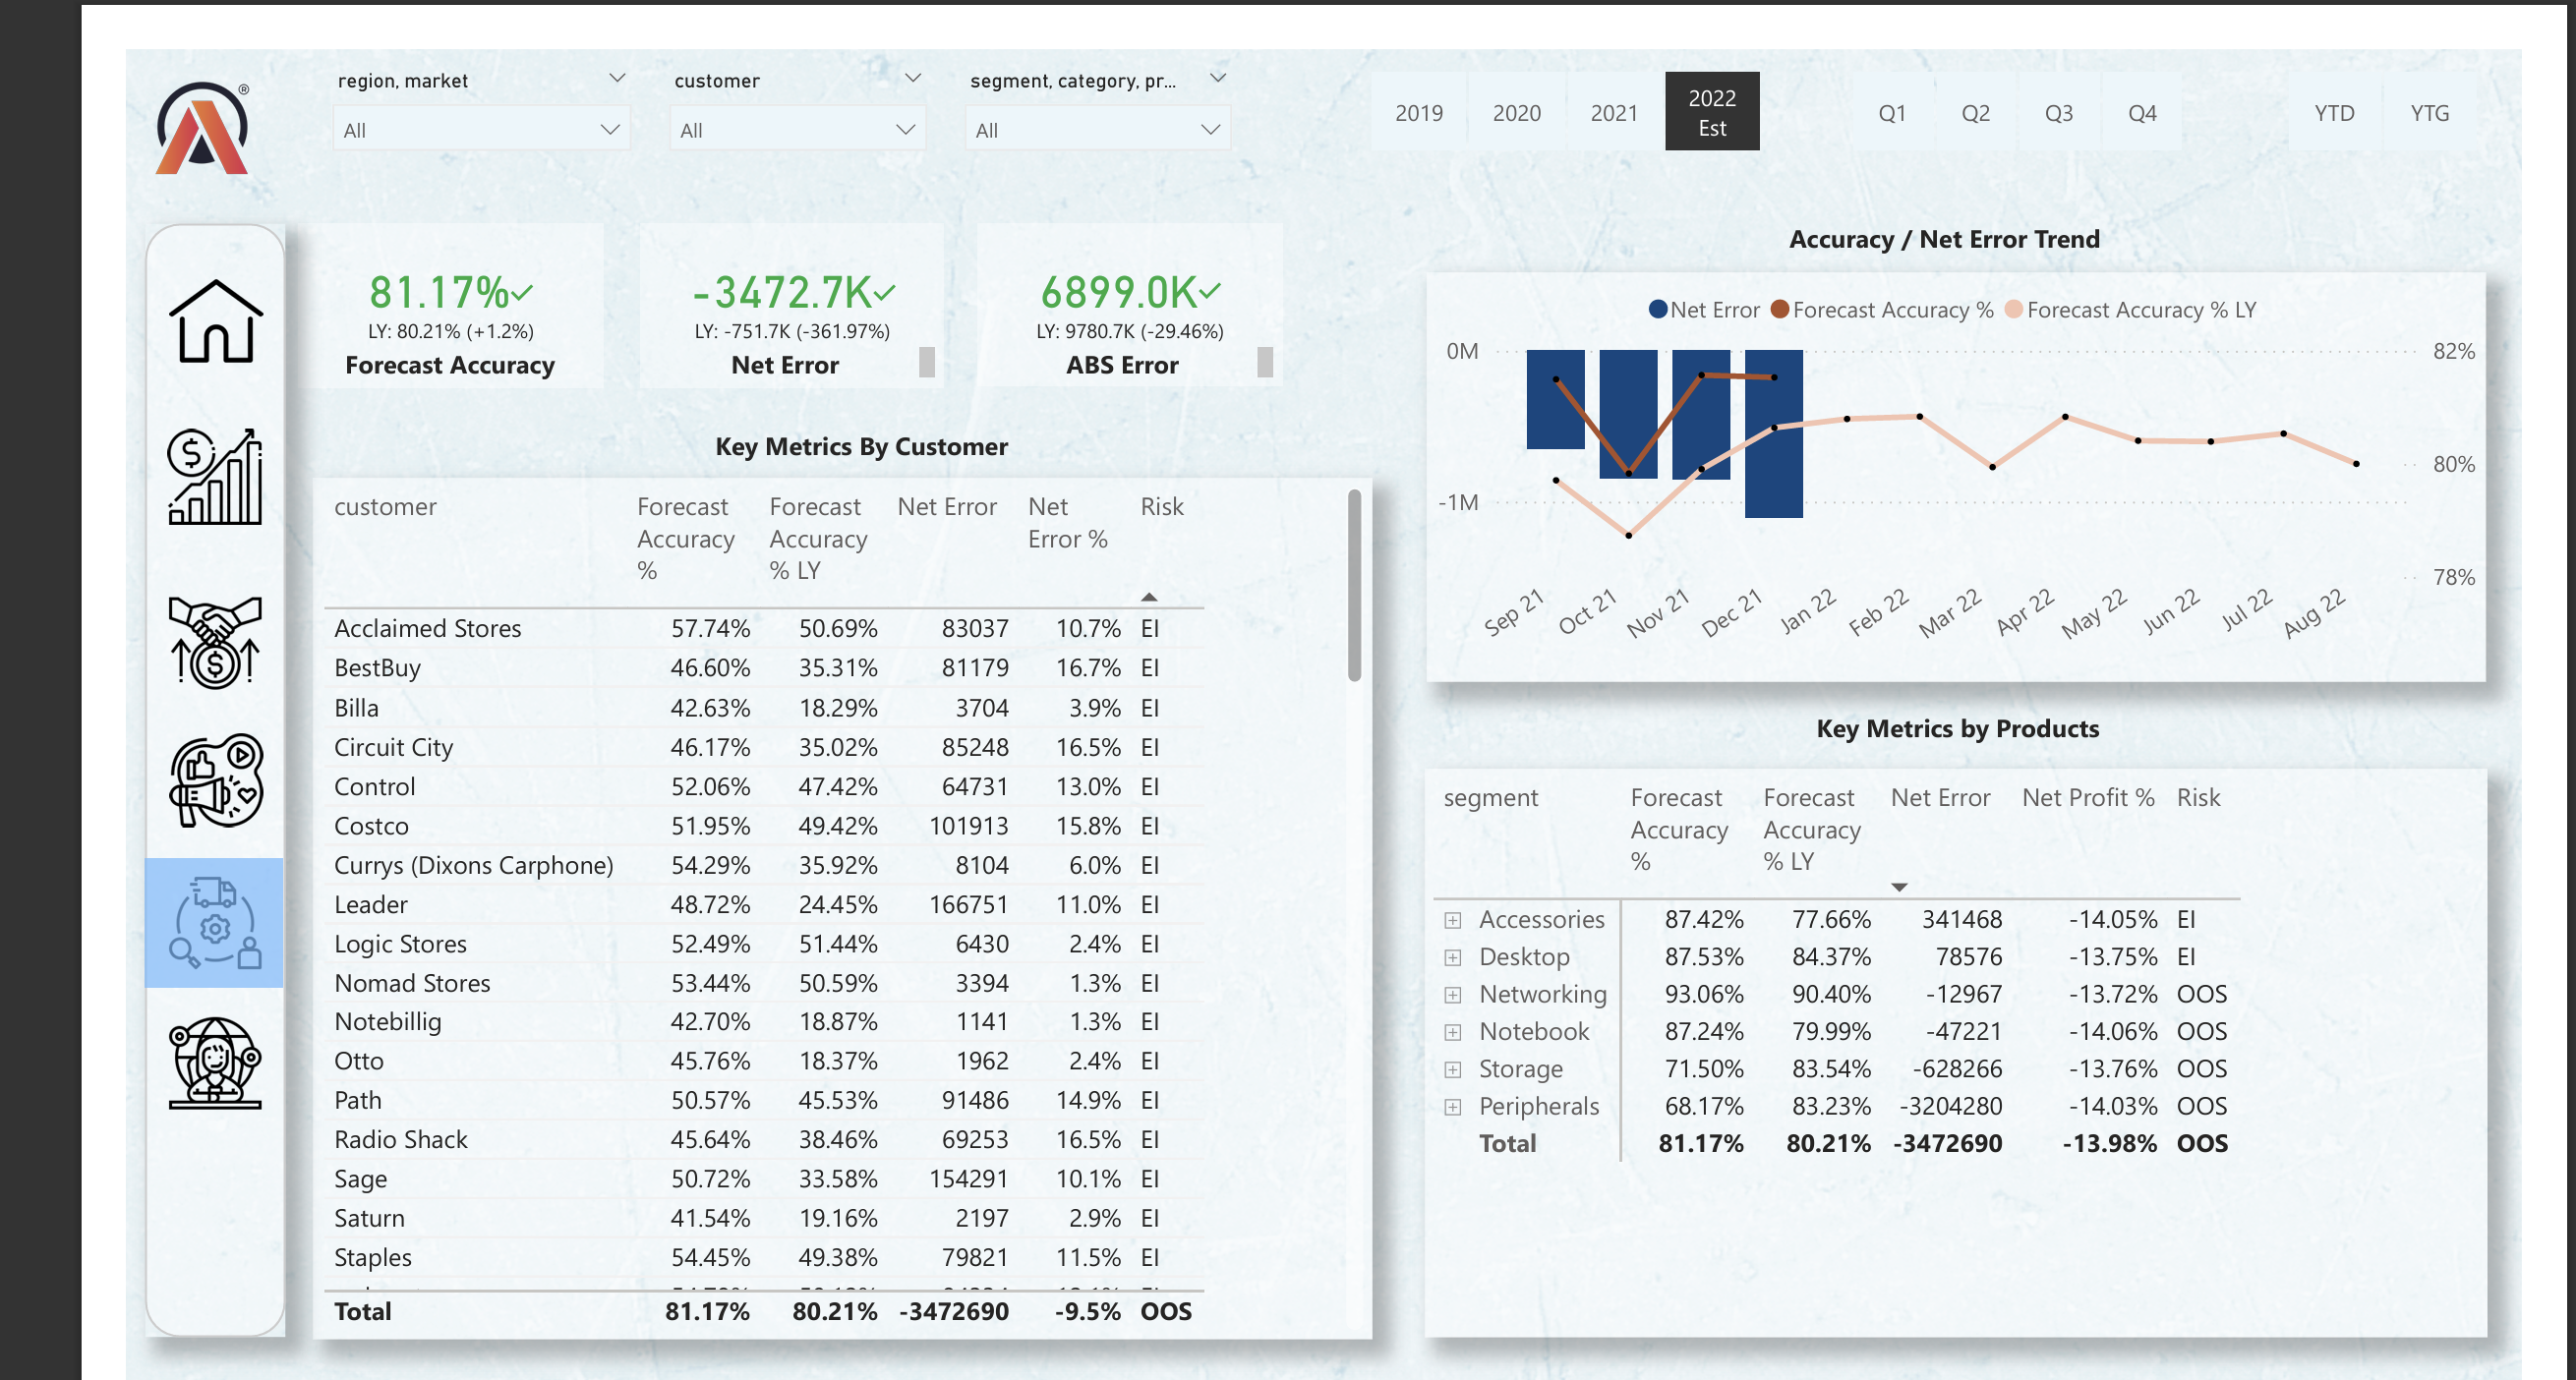 region, market
customer
segment, category, pr...
All
All
All
2019
2020
2021
2022
Est
Q1
Q2
Q3
Q4
YTD
YTG
®
81.17%
LY: 80.21% (+1.2%)
Forecast Accuracy
-3472.7K
LY: -751.7K (-361.97%)
Net Error
6899.0K
LY: 9780.7K (-29.46%)
ABS Error
Key Metrics By Customer
customer Forecast Accuracy % Forecast Accuracy % LY Net Error Net Error % Risk
Acclaimed Stores 57.74% 50.69% 83037 10.7% EI
BestBuy 46.60% 35.31% 81179 16.7% EI
Billa 42.63% 18.29% 3704 3.9% EI
Circuit City 46.17% 35.02% 85248 16.5% EI
Control 52.06% 47.42% 64731 13.0% EI
Costco 51.95% 49.42% 101913 15.8% EI
Currys (Dixons Carphone) 54.29% 35.92% 8104 6.0% EI
Leader 48.72% 24.45% 166751 11.0% EI
Logic Stores 52.49% 51.44% 6430 2.4% EI
Nomad Stores 53.44% 50.59% 3394 1.3% EI
Notebillig 42.70% 18.87% 1141 1.3% EI
Otto 45.76% 18.37% 1962 2.4% EI
Path 50.57% 45.53% 91486 14.9% EI
Radio Shack 45.64% 38.46% 69253 16.5% EI
Sage 50.72% 33.58% 154291 10.1% EI
Saturn 41.54% 19.16% 2197 2.9% EI
Staples 54.45% 49.38% 79821 11.5% EI
Total 81.17% 80.21% -3472690 -9.5% OOS
Accuracy / Net Error Trend
Net Error Forecast Accuracy % Forecast Accuracy % LY
0M
-1M
82%
80%
78%
Sep 21
Oct 21
Nov 21
Dec 21
Jan 22
Feb 22
Mar 22
Apr 22
May 22
Jun 22
Jul 22
Aug 22
Key Metrics by Products
segment Forecast Accuracy % Forecast Accuracy % LY Net Error Net Profit % Risk
Accessories 87.42% 77.66% 341468 -14.05% EI
Desktop 87.53% 84.37% 78576 -13.75% EI
Networking 93.06% 90.40% -12967 -13.72% OOS
Notebook 87.24% 79.99% -47221 -14.06% OOS
Storage 71.50% 83.54% -628266 -13.76% OOS
Peripherals 68.17% 83.23% -3204280 -14.03% OOS
Total 81.17% 80.21% -3472690 -13.98% OOS